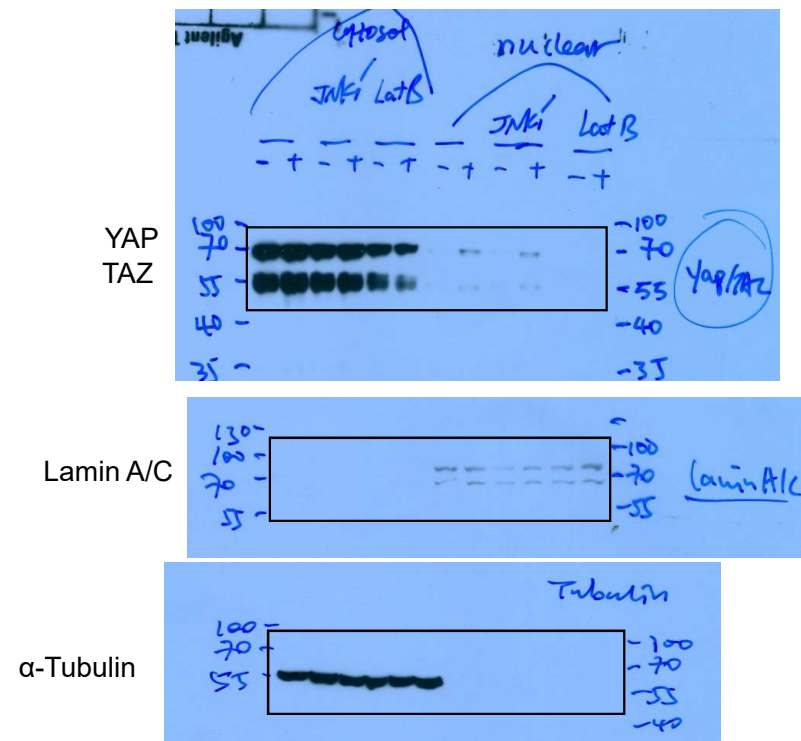 Agilent T
Cytosol nuclear
JNKi LatB JNKi LatB
- + - + - + - + - + - +
YAP
TAZ
100 - - 100
70 - - 70
55 - - 55
40 - - 40
35 - - 35
Yap/TAZ
Lamin A/C
130 - -
100 - - 100
70 - - 70
55 - - 55
Lamin A/C
α-Tubulin
Tubulin
100 - - 100
70 - - 70
55 - - 55
- 40